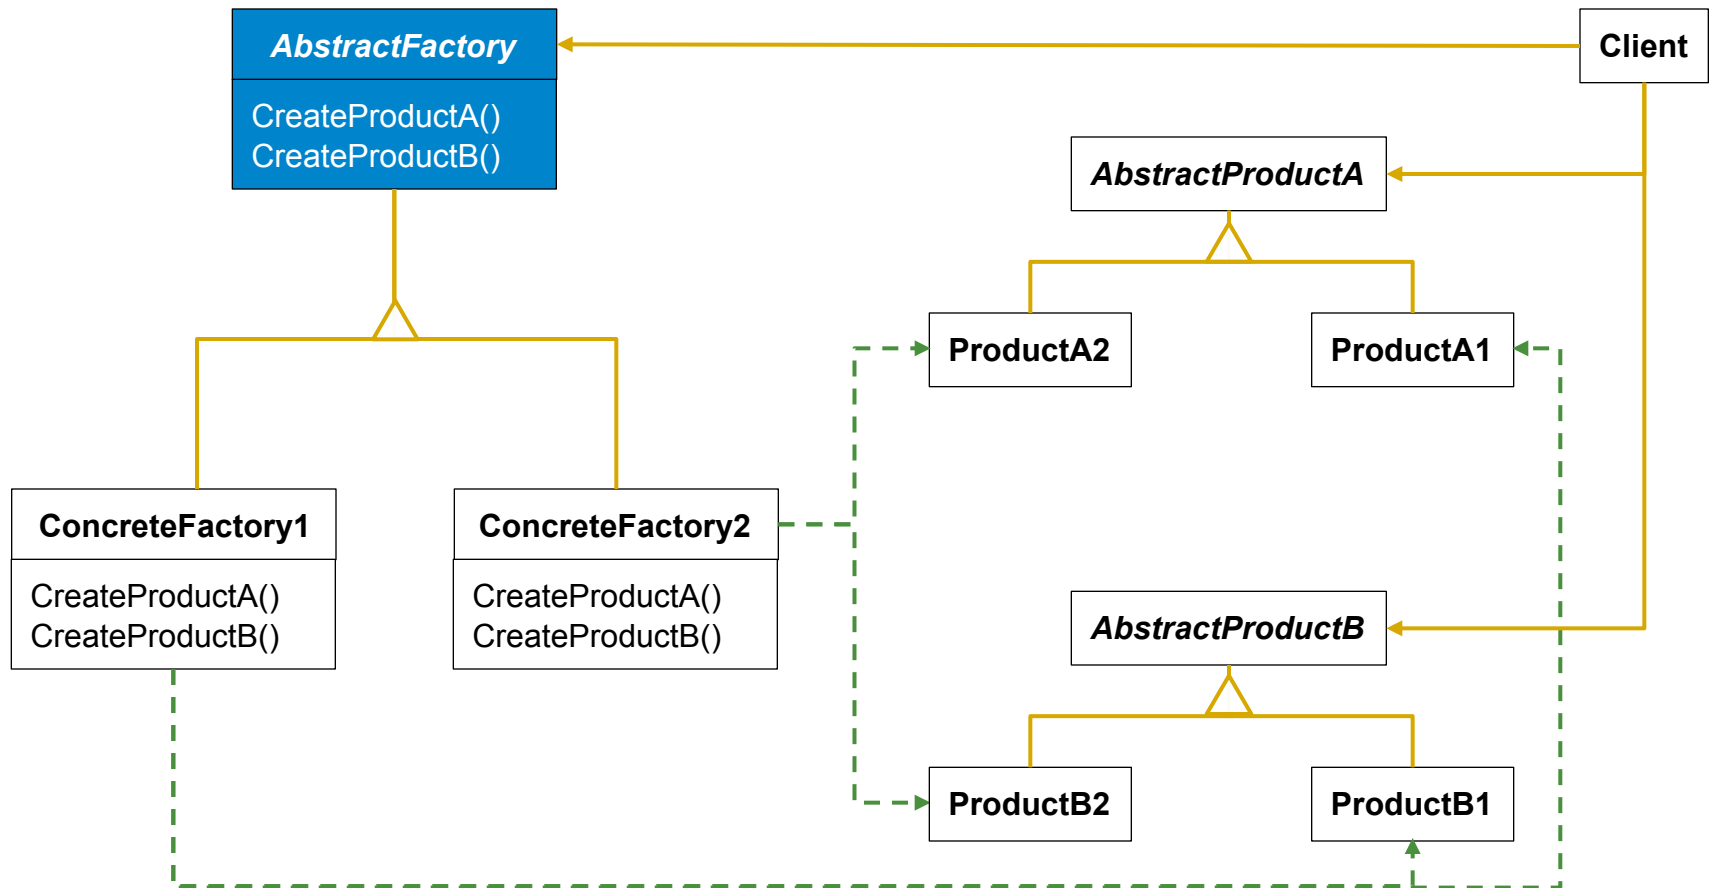 AbstractFactory
CreateProductA()
CreateProductB()
Client
AbstractProductA
ProductA2
ProductA1
ConcreteFactory1
CreateProductA()
CreateProductB()
ConcreteFactory2
CreateProductA()
CreateProductB()
AbstractProductB
ProductB2
ProductB1